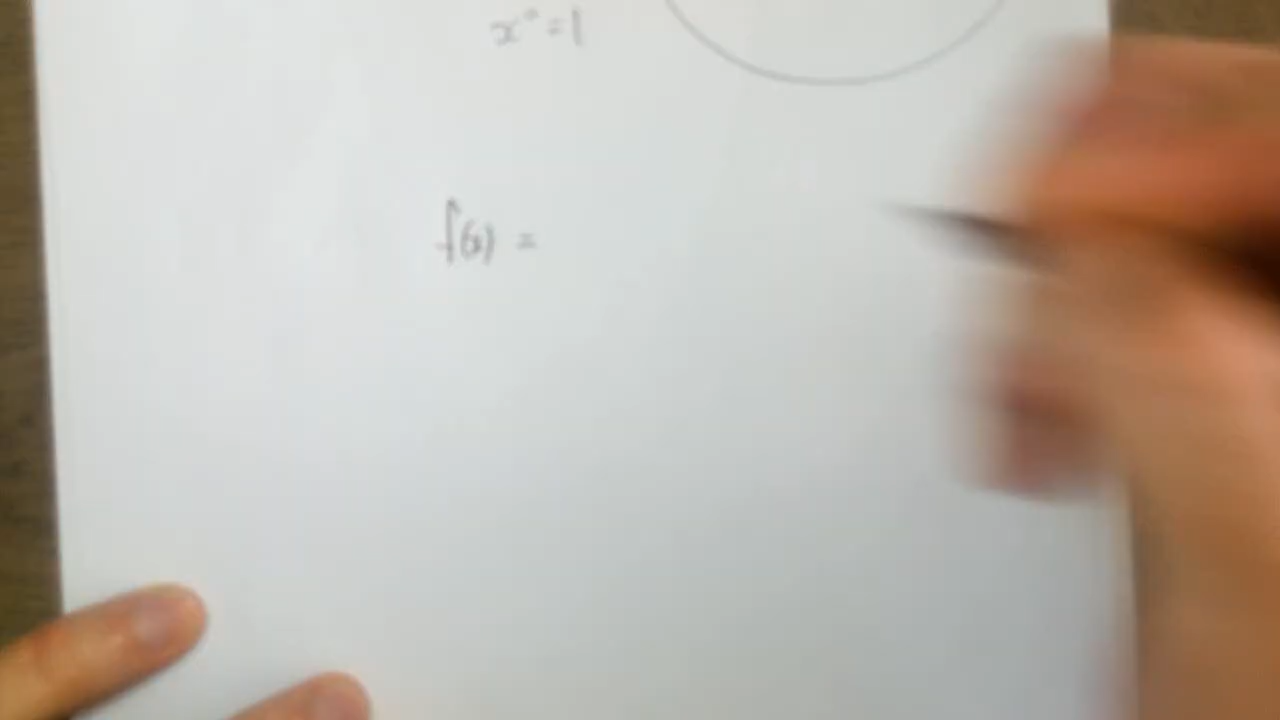 x° = 1
f(x) =